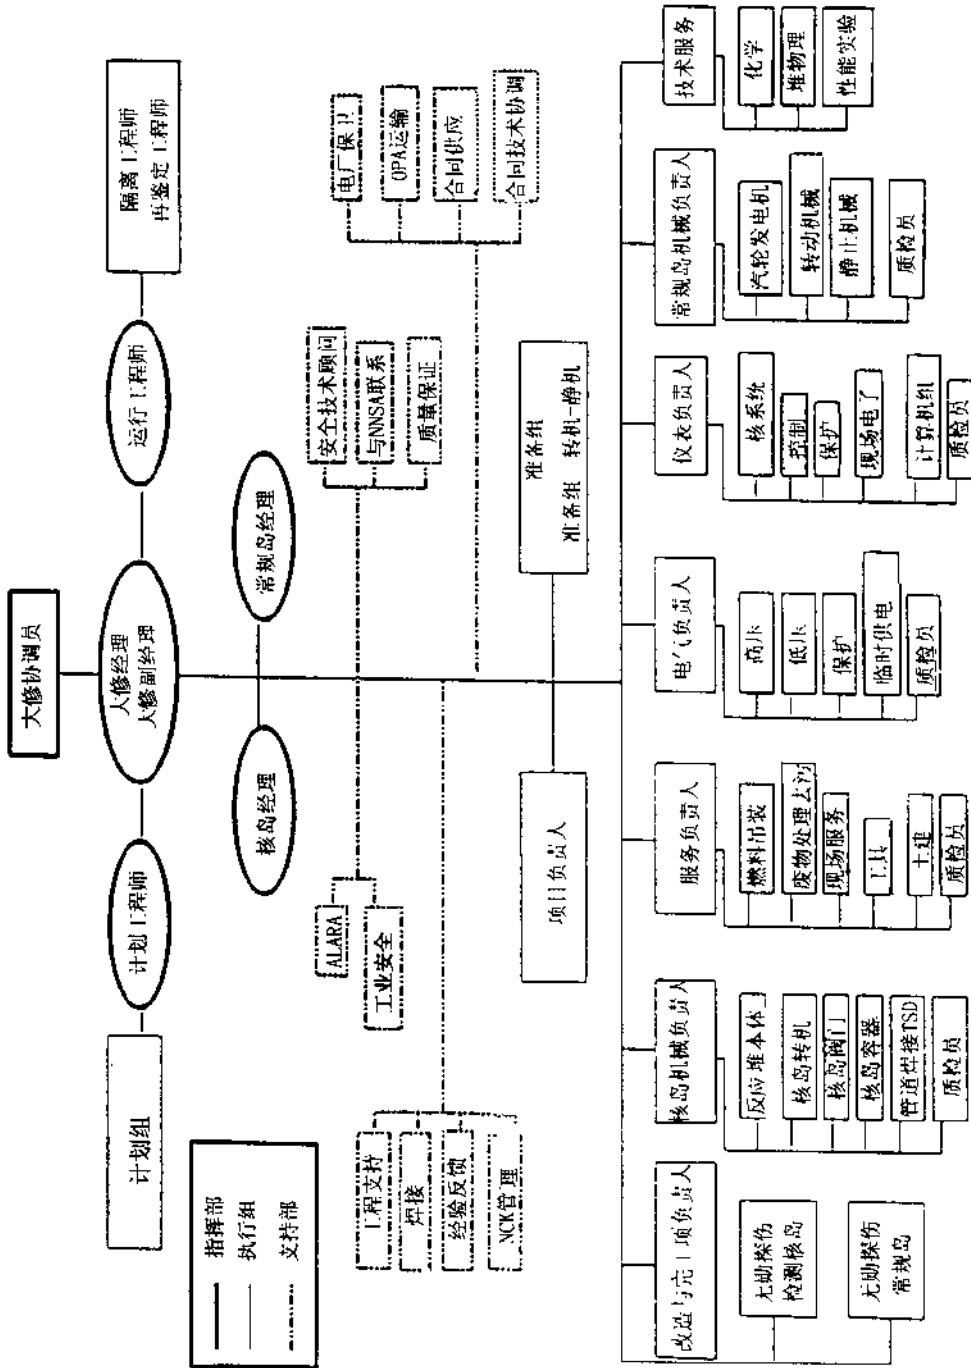 大修协调员
计划组
计划工程师
大修经理
大修副经理
运行工程师
隔离工程师
再鉴定工程师
核岛经理
常规岛经理
指挥部
执行组
支持部
ALARA
工业安全
安全技术顾问
与NNSA联系
质量保证
电厂保卫
OPA运输
合同供应
合同技术协调
工程支持
焊接
经验反馈
NCK管理
项目负责人
准备组
准备组 转机-静机
改造与完工项负责人
无勋探伤
检测核岛
无勋探伤
常规岛
核岛机械负责人
反应堆本体
核岛转机
核岛阀门
核岛容器
管道焊接TSD
质检员
服务负责人
燃料吊装
废物处理去污
现场服务
工具
土建
质检员
电气负责人
高压
低压
保护
临时供电
质检员
仪表负责人
核系统
控制
保护
现场电子
计算机组
质检员
常规岛机械负责人
汽轮发电机
转动机械
静止机械
质检员
技术服务
化学
堆物理
性能实验